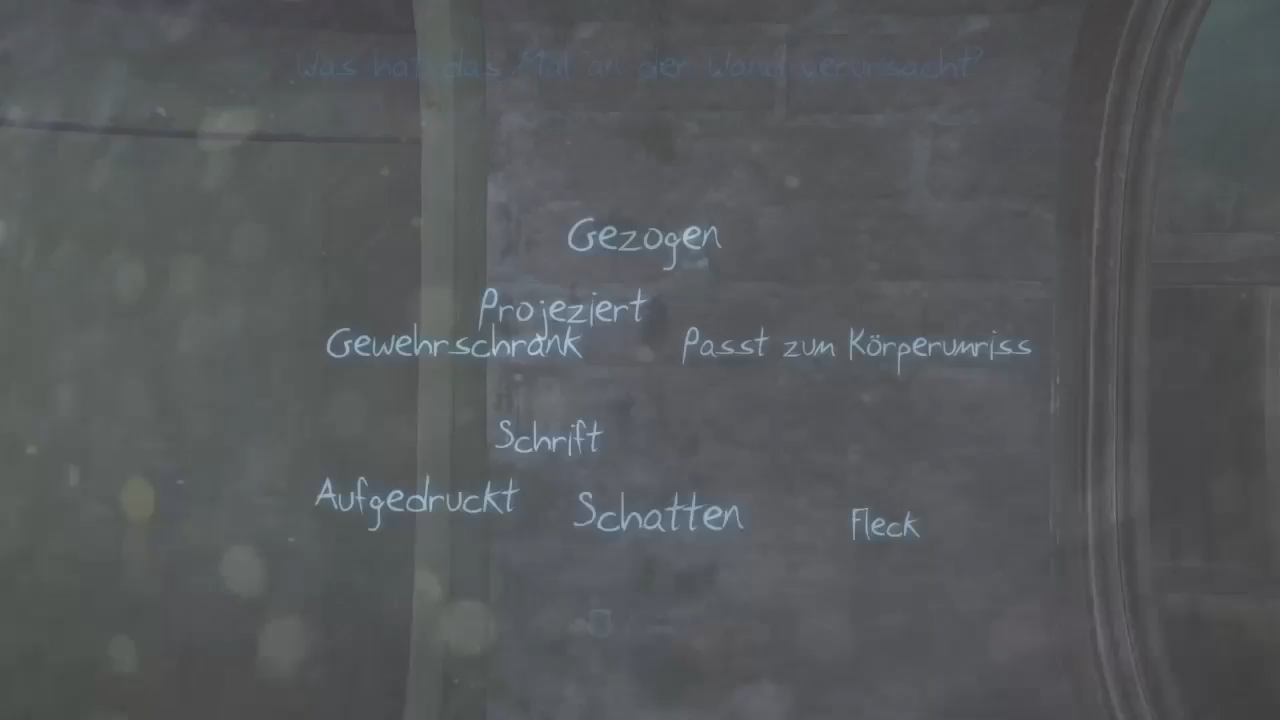 Was hat das Mal an der Wand verursacht?
Gezogen
Projeziert
Gewehrschrank
Passt zum Körperumriss
Schrift
Aufgedruckt
Schatten
Fleck